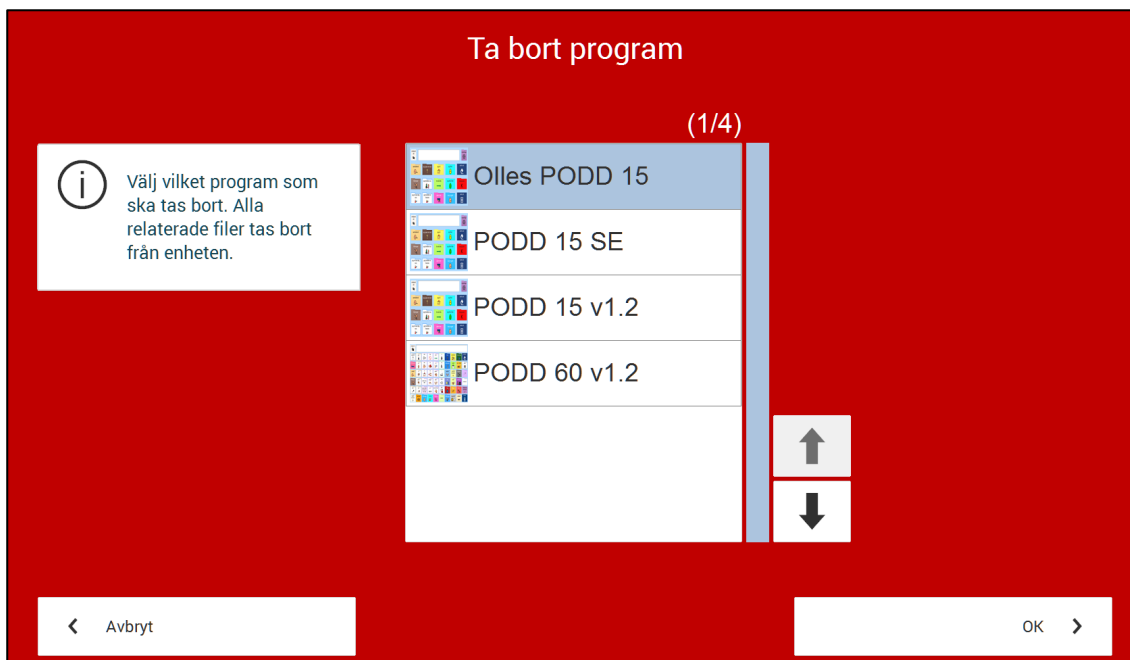 Ta bort program
(1/4)
Välj vilket program som
ska tas bort. Alla
relaterade filer tas bort
från enheten.
Olles PODD 15
PODD 15 SE
PODD 15 v1.2
PODD 60 v1.2
Avbryt
OK